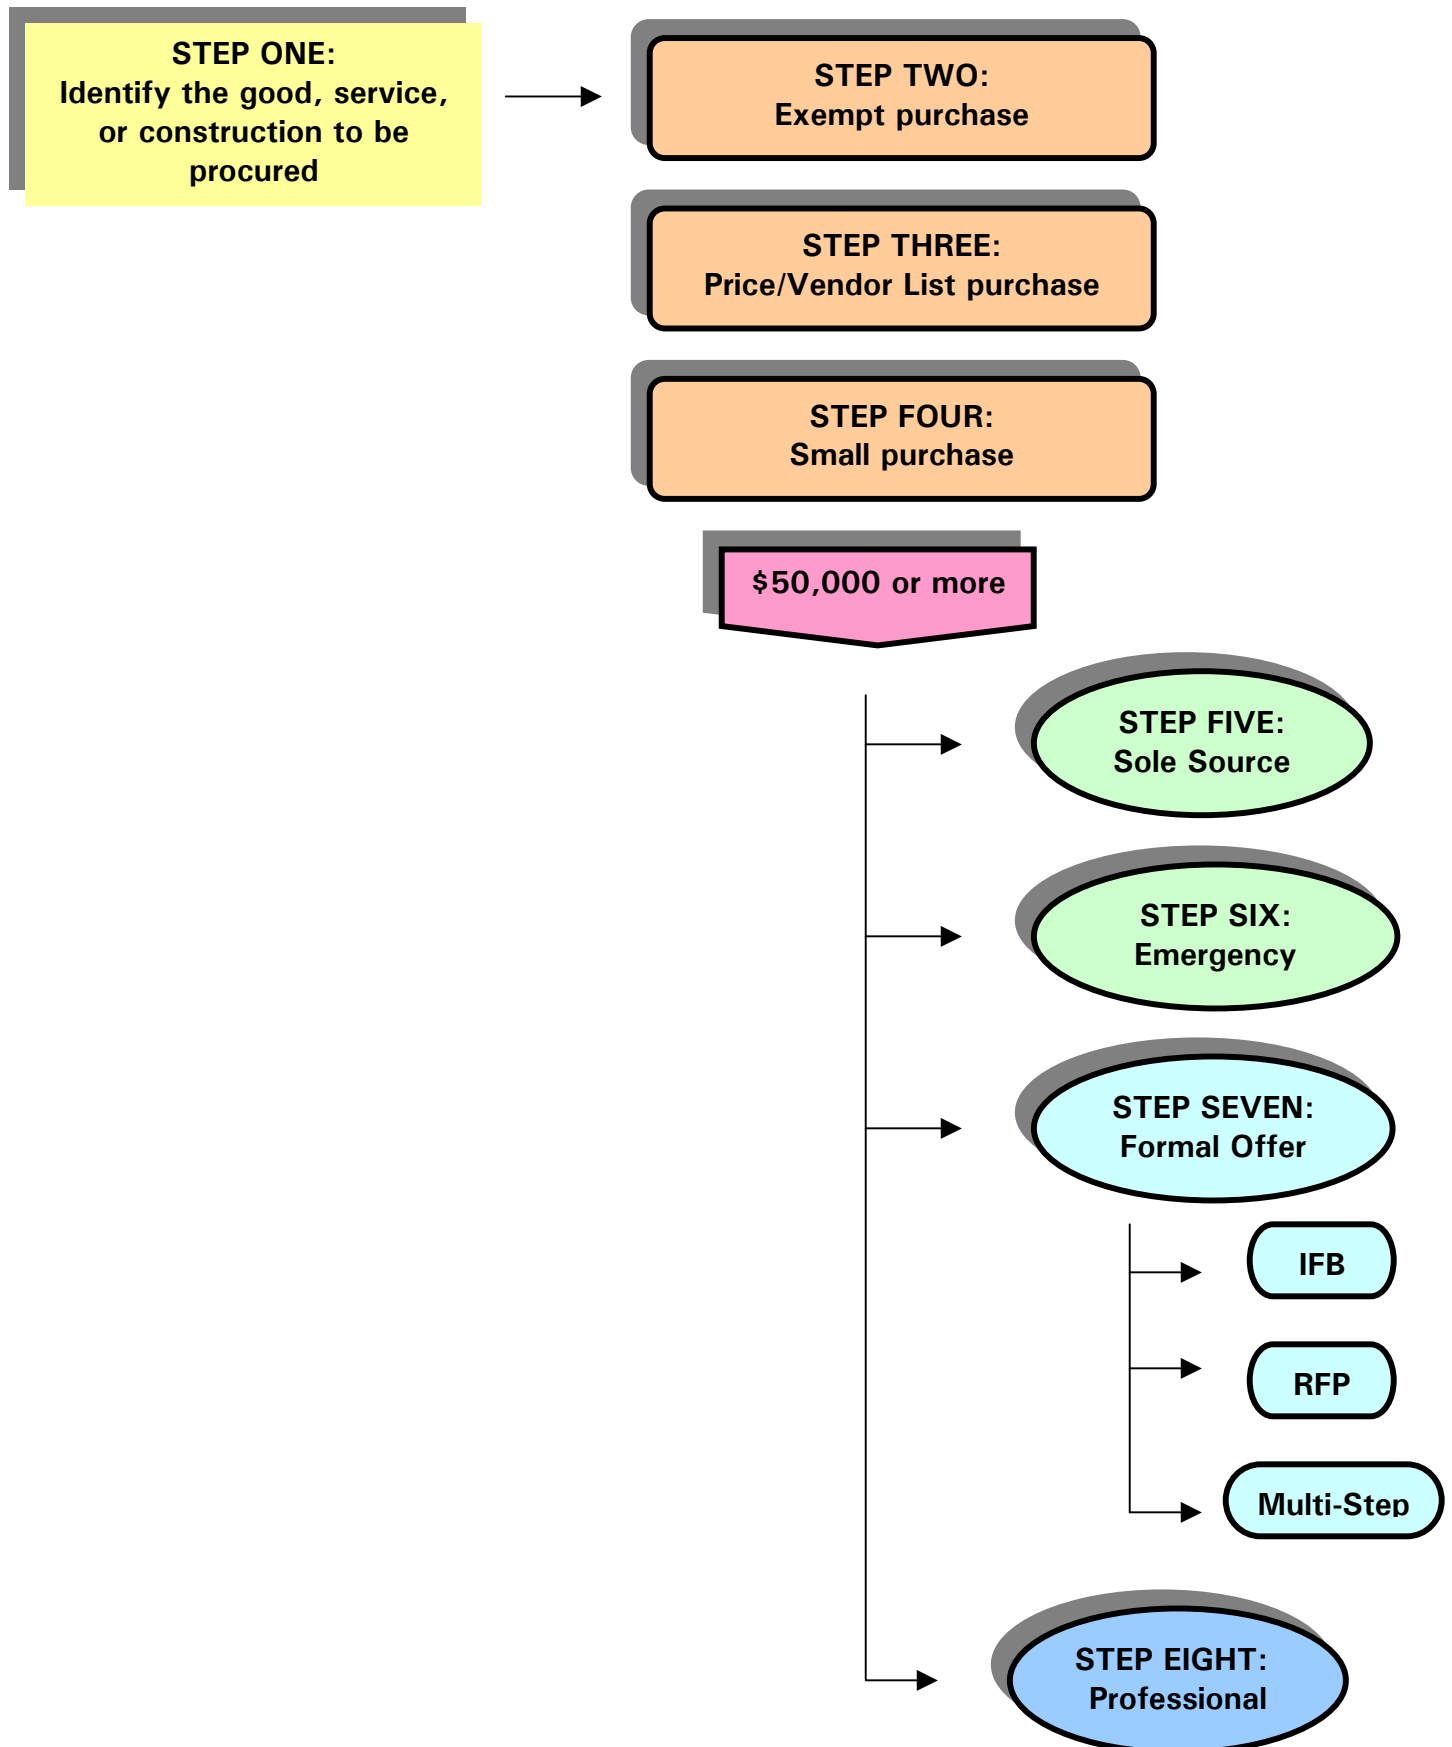 STEP ONE:
Identify the good, service,
or construction to be
procured
STEP TWO:
Exempt purchase
STEP THREE:
Price/Vendor List purchase
STEP FOUR:
Small purchase
$50,000 or more
STEP FIVE:
Sole Source
STEP SIX:
Emergency
STEP SEVEN:
Formal Offer
IFB
RFP
Multi-Step
STEP EIGHT:
Professional